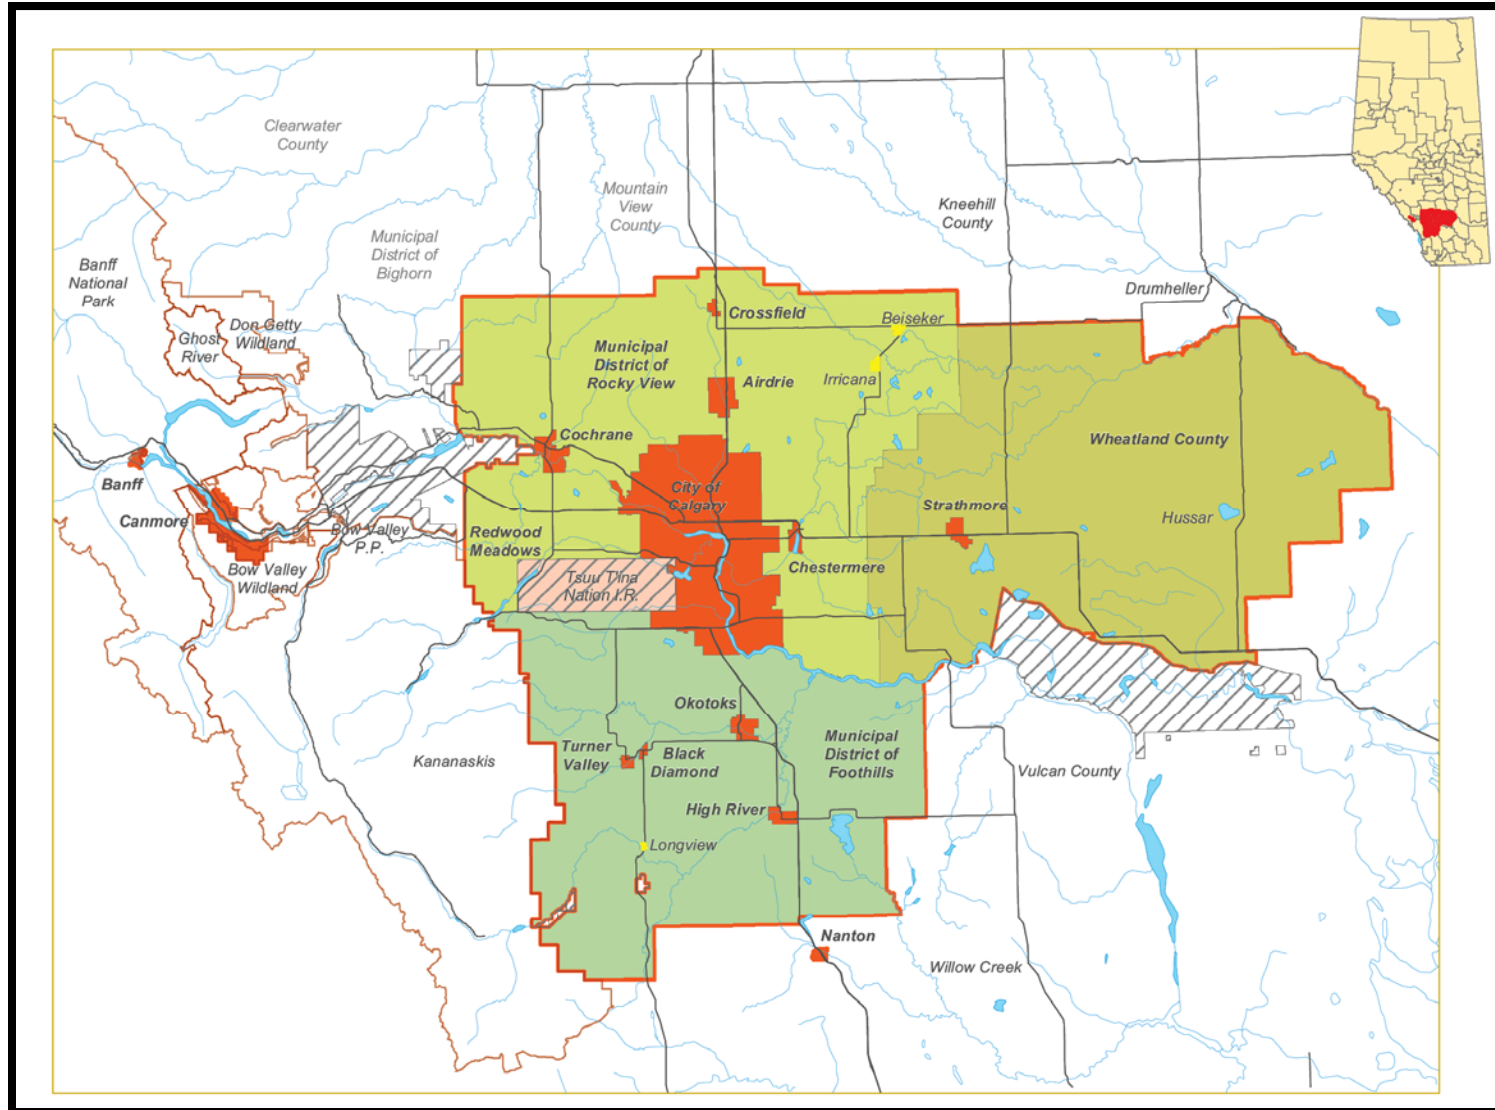 Clearwater
County
Mountain
View
County
Kneehill
County
Municipal
District of
Bighorn
Banff
National
Park
Drumheller
Crossfield
Beiseker
Don Getty
Wildland
Ghost
River
Municipal
District of
Rocky View
Airdrie
Irricana
Cochrane
Wheatland County
Banff
City of
Calgary
Strathmore
Hussar
Canmore
Bow Valley
P.P.
Redwood
Meadows
Chestermere
Bow Valley
Wildland
Tsuu T'ina
Nation I.R.
Okotoks
Turner
Valley
Black
Diamond
Municipal
District of
Foothills
Kananaskis
Vulcan County
High River
Longview
Nanton
Willow Creek